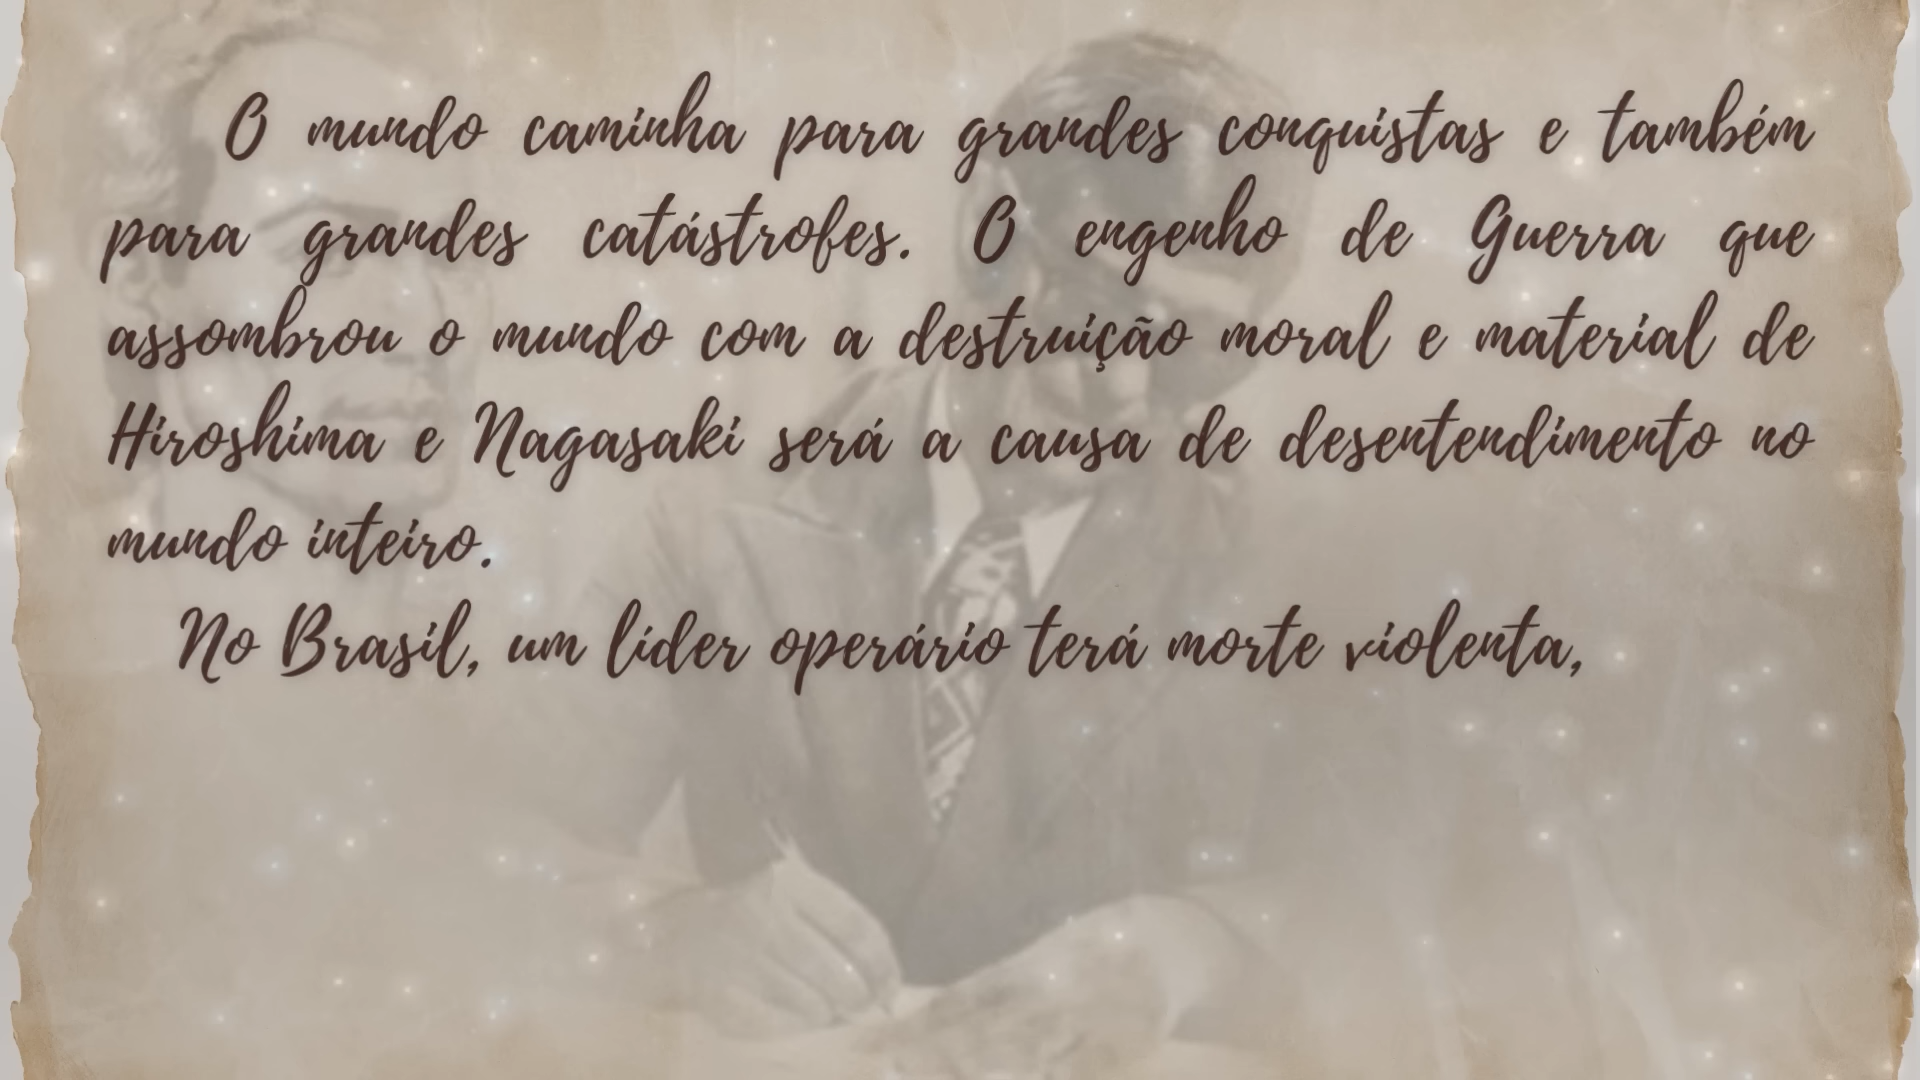 O mundo caminha para grandes conquistas e também
para grandes catástrofes. O engenho de Guerra que
assombrou o mundo com a destruição moral e material de
Hiroshima e Nagasaki será a causa de desentendimento no
mundo inteiro.
No Brasil, um líder operário terá morte violenta,